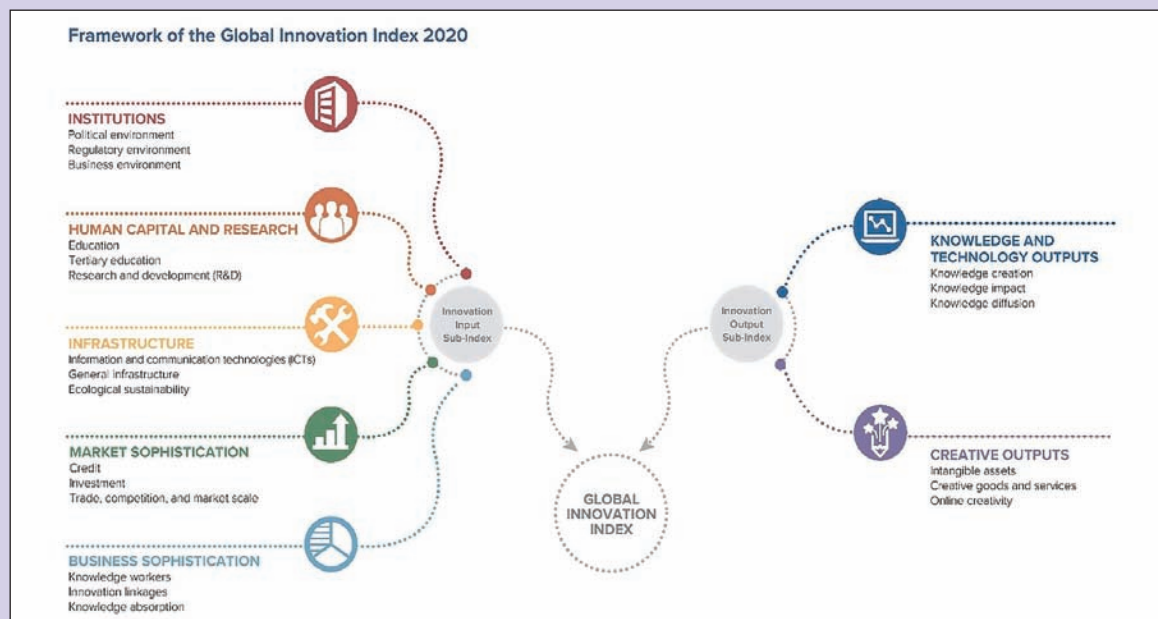 Framework of the Global Innovation Index 2020
INSTITUTIONS
Political environment
Regulatory environment
Business environment
HUMAN CAPITAL AND RESEARCH
Education
Tertiary education
Research and development (R&D)
INFRASTRUCTURE
Information and communication technologies (ICTs)
General infrastructure
Ecological sustainability
MARKET SOPHISTICATION
Credit
Investment
Trade, competition, and market scale
BUSINESS SOPHISTICATION
Knowledge workers
Innovation linkages
Knowledge absorption
Innovation
Input
Sub-Index
GLOBAL
INNOVATION
INDEX
Innovation
Output
Sub-Index
KNOWLEDGE AND
TECHNOLOGY OUTPUTS
Knowledge creation
Knowledge impact
Knowledge diffusion
CREATIVE OUTPUTS
Intangible assets
Creative goods and services
Online creativity